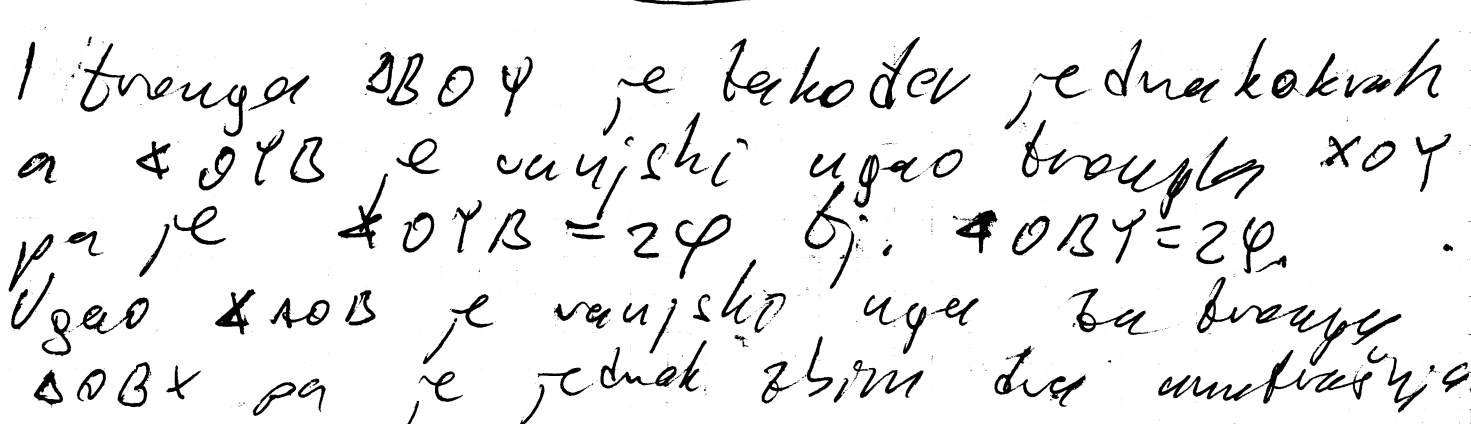 I trougao ΔBOY je također jednakokrak
a ∢OYB je vanjski ugao trougla XOY
pa je ∢OYB = 2φ, tj. ∢OBY = 2φ.
Ugao ∢AOB je vanjski ugao za trougao
ΔOBX pa je jednak zbiru dva unutrašnja